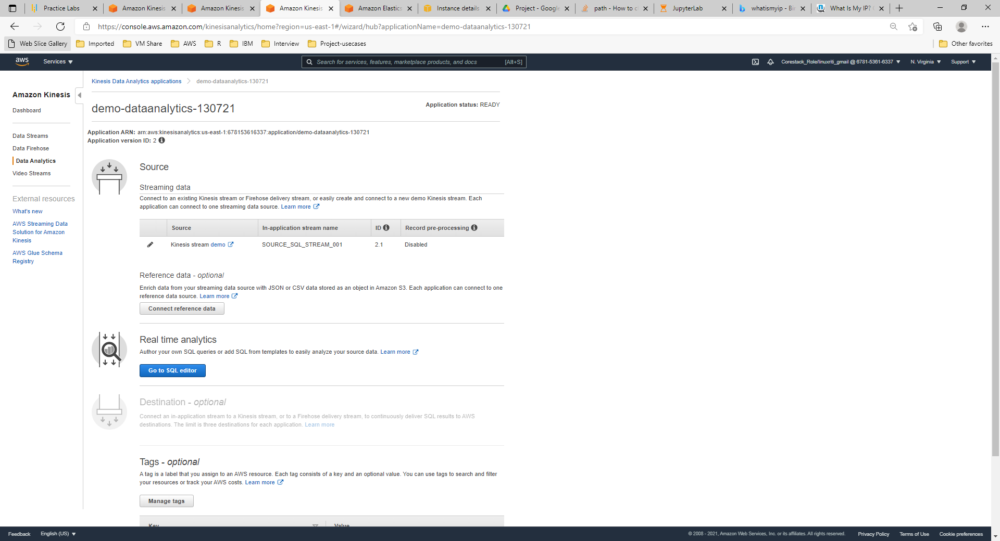 Practice Labs
Amazon Kinesis
Amazon Kinesis
Amazon Kinesis
Amazon Elastics
Instance details
Project - Google
path - How to cl
JupyterLab
whatismyip - Bin
What Is My IP?
https://console.aws.amazon.com/kinesisanalytics/home?region=us-east-1#/wizard/hub?applicationName=demo-dataanalytics-130721
Web Slice Gallery
Imported
VM Share
AWS
R
IBM
Interview
Project-usecases
Other favorites
aws
Services
Search for services, features, marketplace products, and docs
[Alt+S]
Corestack_Role/linuxriti_gmail @ 6781-5361-6337
N. Virginia
Support
Amazon Kinesis
Dashboard
Data Streams
Data Firehose
Data Analytics
Video Streams
External resources
What's new
AWS Streaming Data
Solution for Amazon
Kinesis
AWS Glue Schema
Registry
Kinesis Data Analytics applications
demo-dataanalytics-130721
demo-dataanalytics-130721
Application status: READY
Application ARN: arn:aws:kinesisanalytics:us-east-1:678153616337:application/demo-dataanalytics-130721
Application version ID: 2
Source
Streaming data
Connect to an existing Kinesis stream or Firehose delivery stream, or easily create and connect to a new demo Kinesis stream. Each
application can connect to one streaming data source. Learn more
Source
In-application stream name
ID
Record pre-processing
Kinesis stream demo
SOURCE_SQL_STREAM_001
2.1
Disabled
Reference data - optional
Enrich data from your streaming data source with JSON or CSV data stored as an object in Amazon S3. Each application can connect to one
reference data source. Learn more
Connect reference data
Real time analytics
Author your own SQL queries or add SQL from templates to easily analyze your source data. Learn more
Go to SQL editor
Destination - optional
Connect an in-application stream to a Kinesis stream, or to a Firehose delivery stream, to continuously deliver SQL results to AWS
destinations. The limit is three destinations for each application. Learn more
Tags - optional
A tag is a label that you assign to an AWS resource. Each tag consists of a key and an optional value. You can use tags to search and filter
your resources or track your AWS costs. Learn more
Manage tags
Key
Value
Feedback
English (US)
© 2008 - 2021, Amazon Web Services, Inc. or its affiliates. All rights reserved.
Privacy Policy
Terms of Use
Cookie preferences